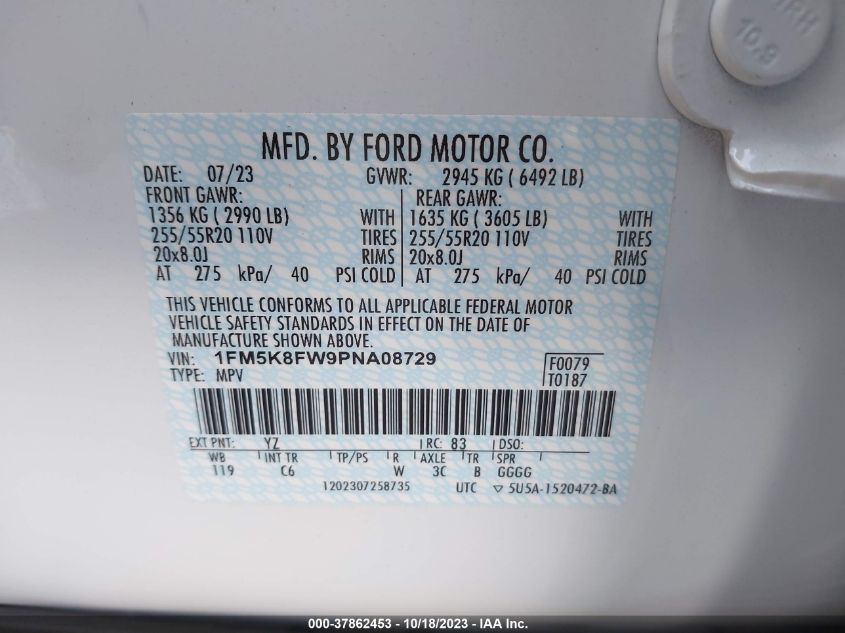 RH
10.9
MFD. BY FORD MOTOR CO.
DATE: 07/23 GVWR: 2945 KG ( 6492 LB)
FRONT GAWR: REAR GAWR:
1356 KG ( 2990 LB) WITH 1635 KG ( 3605 LB) WITH
255/55R20 110V TIRES 255/55R20 110V TIRES
20x8.0J RIMS 20x8.0J RIMS
AT 275 kPa/ 40 PSI COLD AT 275 kPa/ 40 PSI COLD
THIS VEHICLE CONFORMS TO ALL APPLICABLE FEDERAL MOTOR
VEHICLE SAFETY STANDARDS IN EFFECT ON THE DATE OF
MANUFACTURE SHOWN ABOVE.
VIN: 1FM5K8FW9PNA08729 F0079
TYPE: MPV T0187
EXT PNT: YZ RC: 83 DSO:
WB INT TR TP/PS R AXLE TR SPR
119 C6 W 3C B GGGG
1202307258735 UTC ▽ 5U5A-1520472-BA
000-37862453 - 10/18/2023 - IAA Inc.